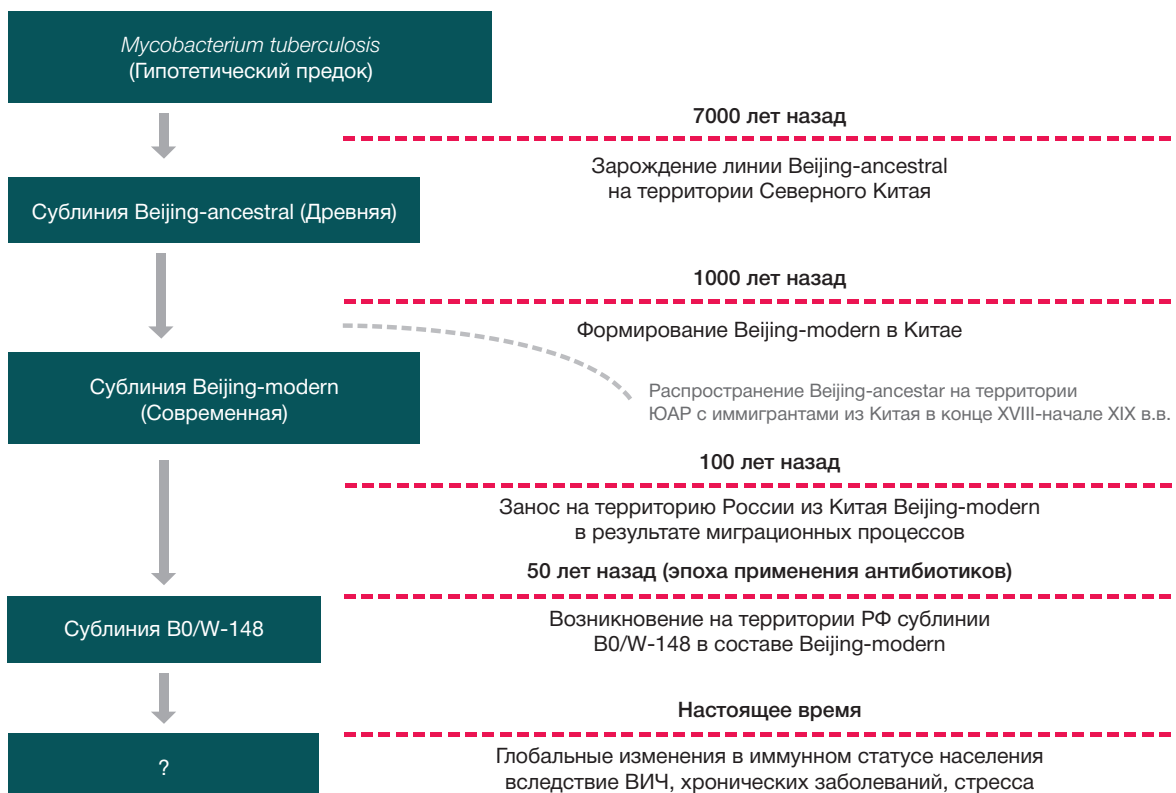 Mycobacterium tuberculosis
(Гипотетический предок)
7000 лет назад
Зарождение линии Beijing-ancestral
на территории Северного Китая
Сублиния Beijing-ancestral (Древняя)
1000 лет назад
Формирование Beijing-modern в Китае
Сублиния Beijing-modern
(Современная)
Распространение Beijing-ancestar на территории
ЮАР с иммигрантами из Китая в конце XVIII-начале XIX в.в.
100 лет назад
Занос на территорию России из Китая Beijing-modern
в результате миграционных процессов
50 лет назад (эпоха применения антибиотиков)
Сублиния B0/W-148
Возникновение на территории РФ сублинии
B0/W-148 в составе Beijing-modern
Настоящее время
?
Глобальные изменения в иммунном статусе населения
вследствие ВИЧ, хронических заболеваний, стресса